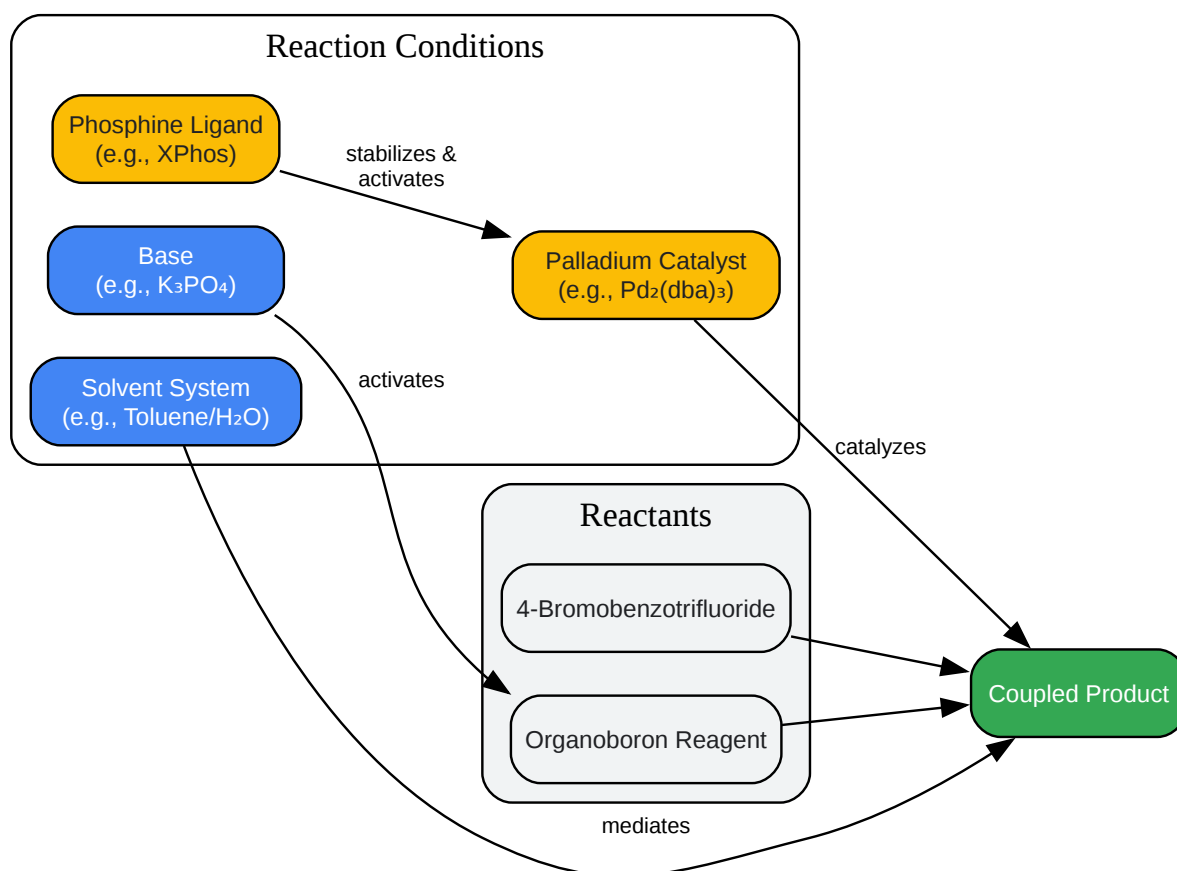 Reaction Conditions
Phosphine Ligand
(e.g., XPhos)
stabilizes &
activates
Base
(e.g., K₃PO₄)
Palladium Catalyst
(e.g., Pd₂(dba)₃)
Solvent System
(e.g., Toluene/H₂O)
activates
catalyzes
Reactants
4-Bromobenzotrifluoride
Organoboron Reagent
Coupled Product
mediates